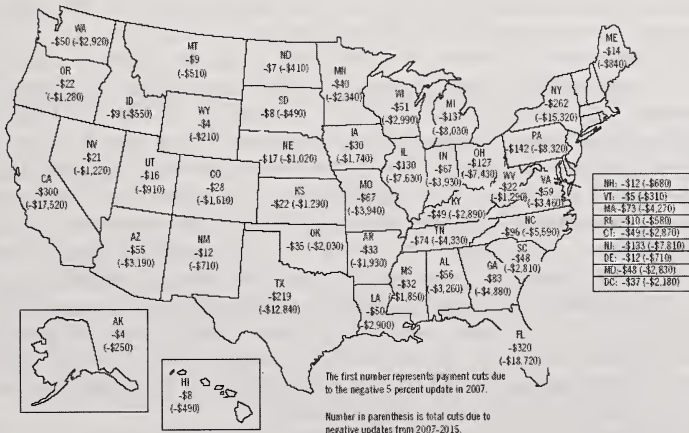 WA
-$50 (-$2,920)
OR
-$22
(-$1,280)
ID
-$9 (-$550)
MT
-$9
(-$510)
ND
-$7 (-$410)
SD
-$8 (-$490)
WY
-$4
(-$210)
NV
-$21
(-$1,220)
UT
-$16
(-$910)
CO
-$28
(-$1,610)
CA
-$300
(-$17,520)
AZ
-$55
(-$3,190)
NM
-$12
(-$710)
NE
-$17 (-$1,020)
KS
-$22 (-$1,290)
OK
-$35 (-$2,030)
TX
-$219
(-$12,840)
MN
-$40
(-$2,340)
IA
-$30
(-$1,740)
MO
-$67
(-$3,940)
AR
-$33
(-$1,930)
LA
-$50
(-$2,900)
WI
-$51
(-$2,990)
IL
-$130
(-$7,630)
MI
-$137
(-$8,030)
IN
-$67
(-$3,930)
OH
-$127
(-$7,430)
KY
-$49 (-$2,890)
TN
-$74 (-$4,330)
MS
-$32
(-$1,850)
AL
-$56
(-$3,260)
GA
-$83
(-$4,880)
FL
-$320
(-$18,720)
SC
-$48
(-$2,810)
NC
-$96 (-$5,590)
WV
-$22
(-$1,290)
VA
-$59
(-$3,460)
PA
-$142 (-$8,320)
NY
-$262
(-$15,320)
ME
-$14
(-$840)
NH: -$12 (-$680)
VT: -$5 (-$310)
MA -$73 (-$4,270)
RI: -$10 (-$580)
CT: -$49 (-$2,870)
NJ: -$133 (-$7,810)
DE: -$12 (-$710)
MD -$48 (-$2,830)
DC: -$37 (-$2,180)
AK
-$4
(-$250)
HI
-$8
(-$490)
The first number represents payment cuts due
to the negative 5 percent update in 2007.
Number in parenthesis is total cuts due to
negative updates from 2007-2015.